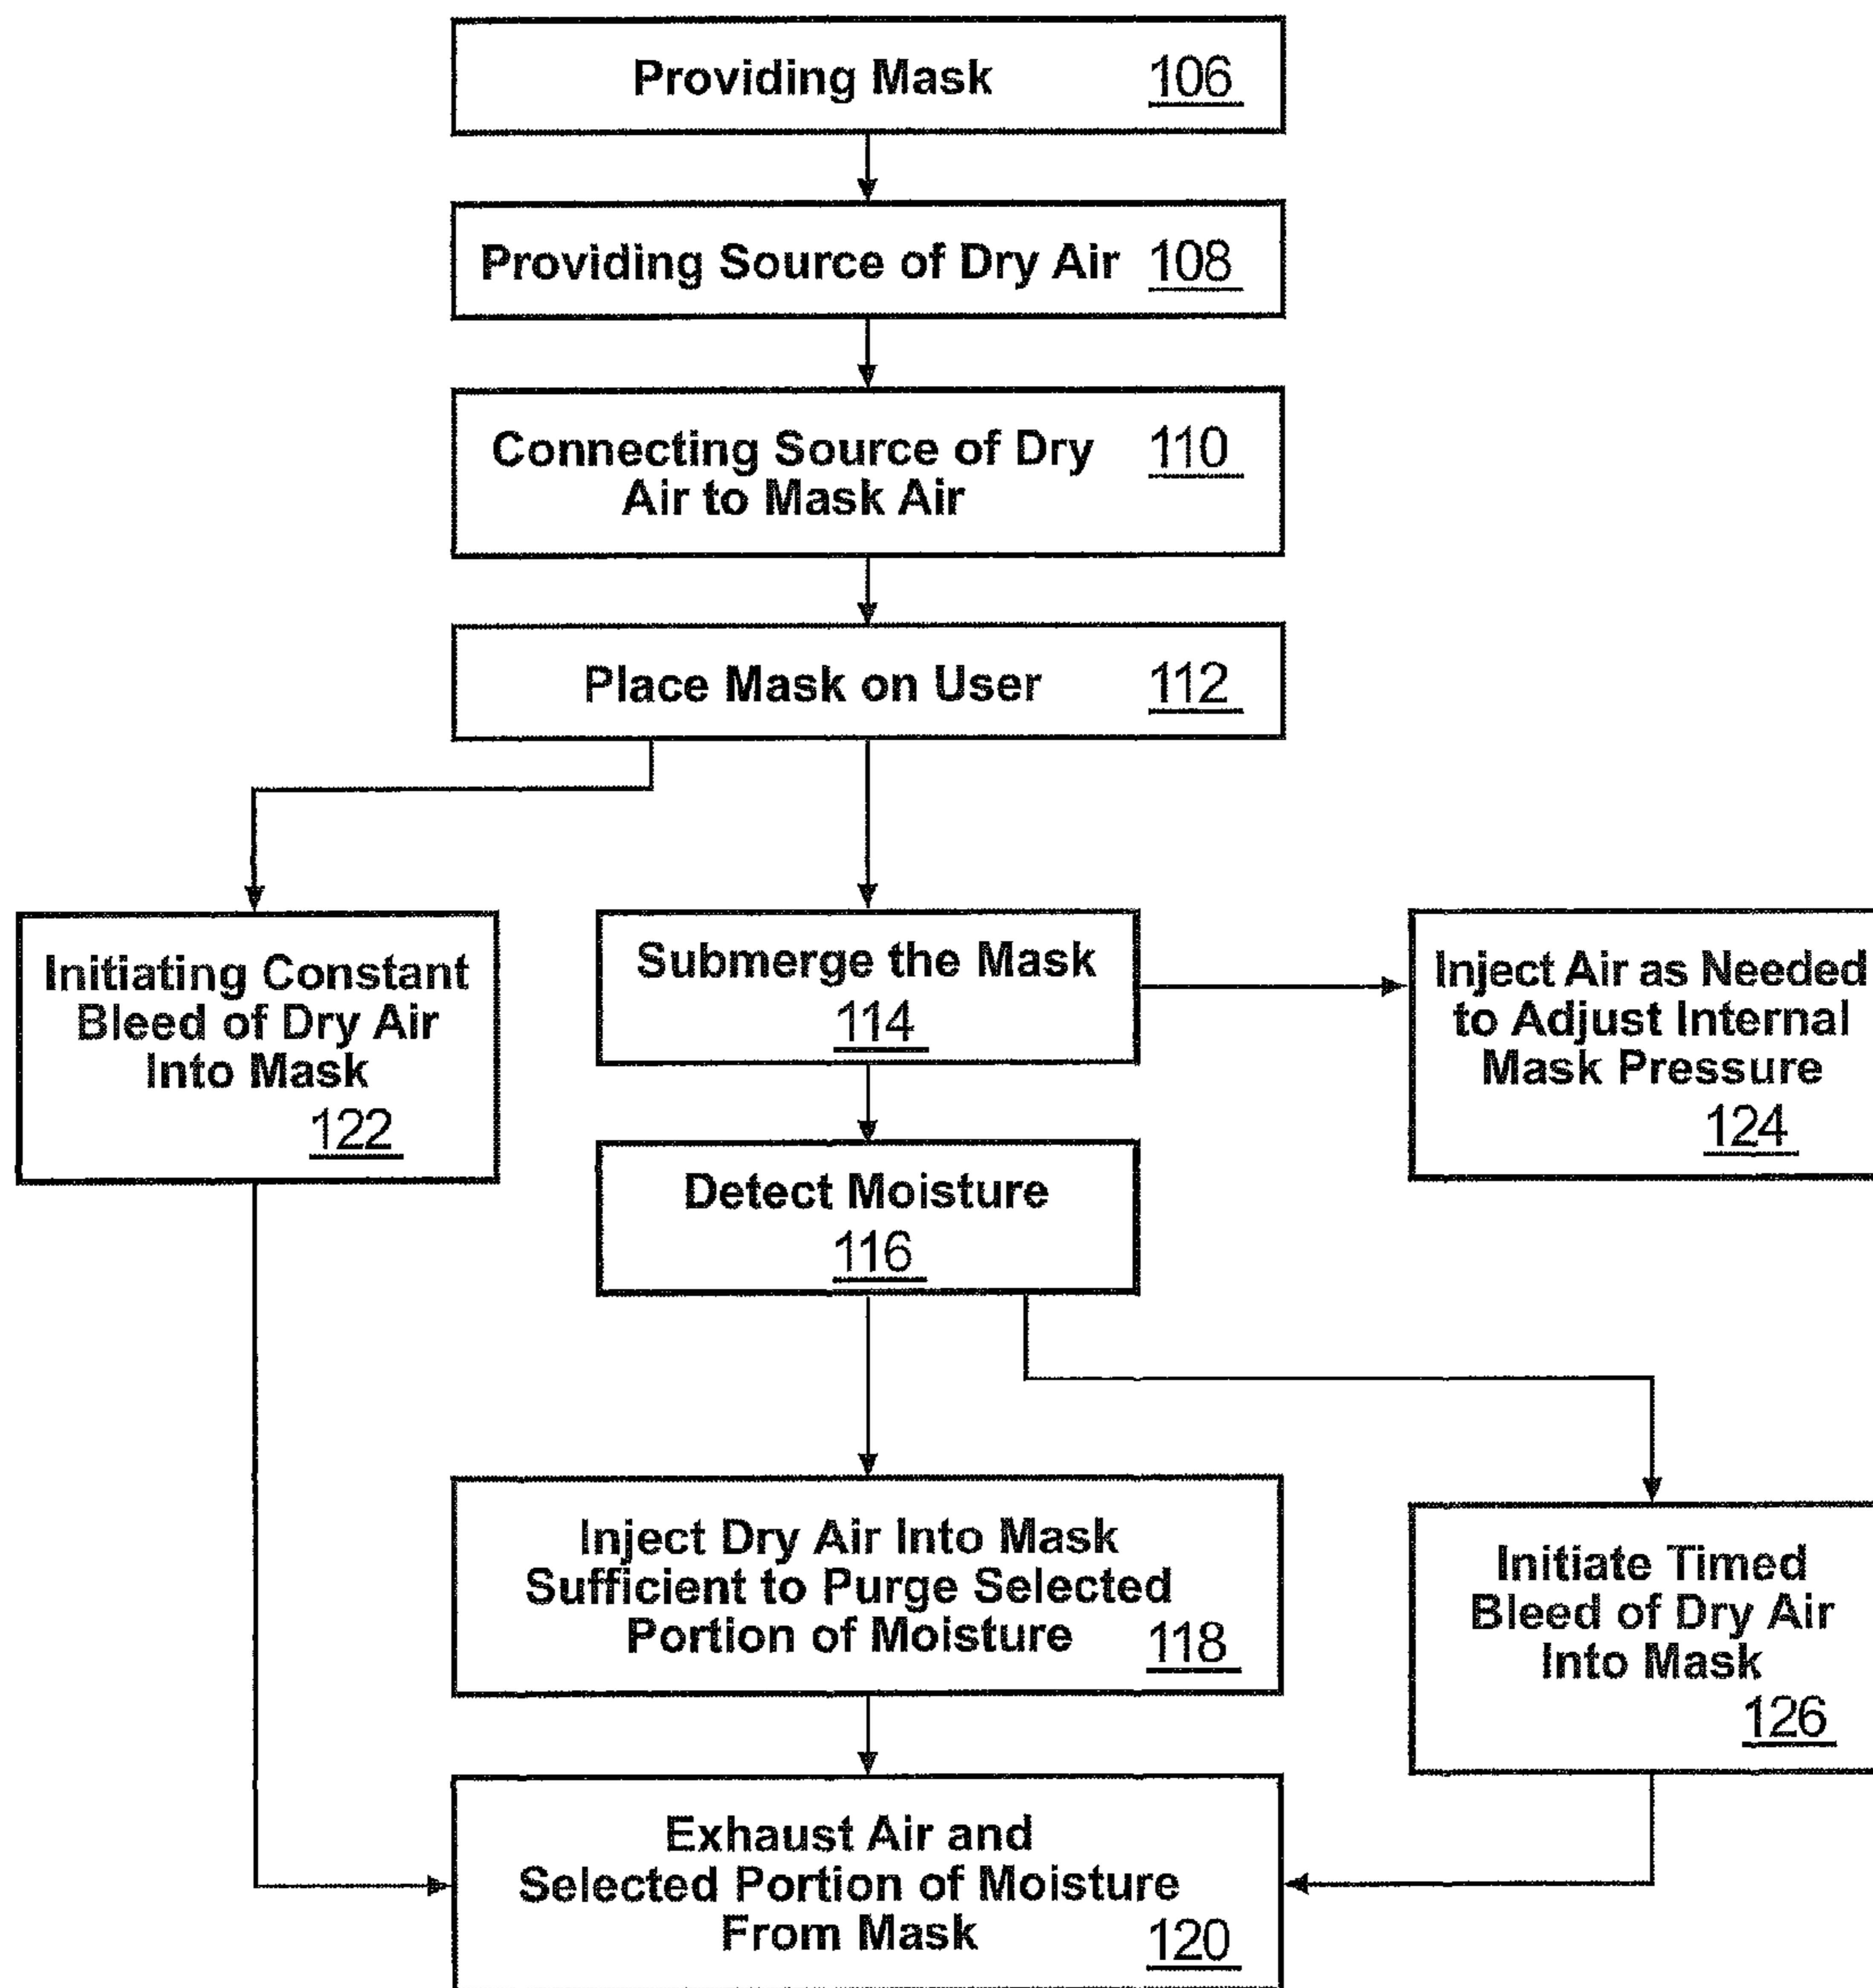 Providing Mask 106
Providing Source of Dry Air 108
Connecting Source of Dry 110
Air to Mask Air
Place Mask on User 112
Initiating Constant
Bleed of Dry Air
Into Mask
122
Submerge the Mask
114
Inject Air as Needed
to Adjust Internal
Mask Pressure
124
Detect Moisture
116
Inject Dry Air Into Mask
Sufficient to Purge Selected
Portion of Moisture 118
Initiate Timed
Bleed of Dry Air
Into Mask
126
Exhaust Air and
Selected Portion of Moisture
From Mask 120